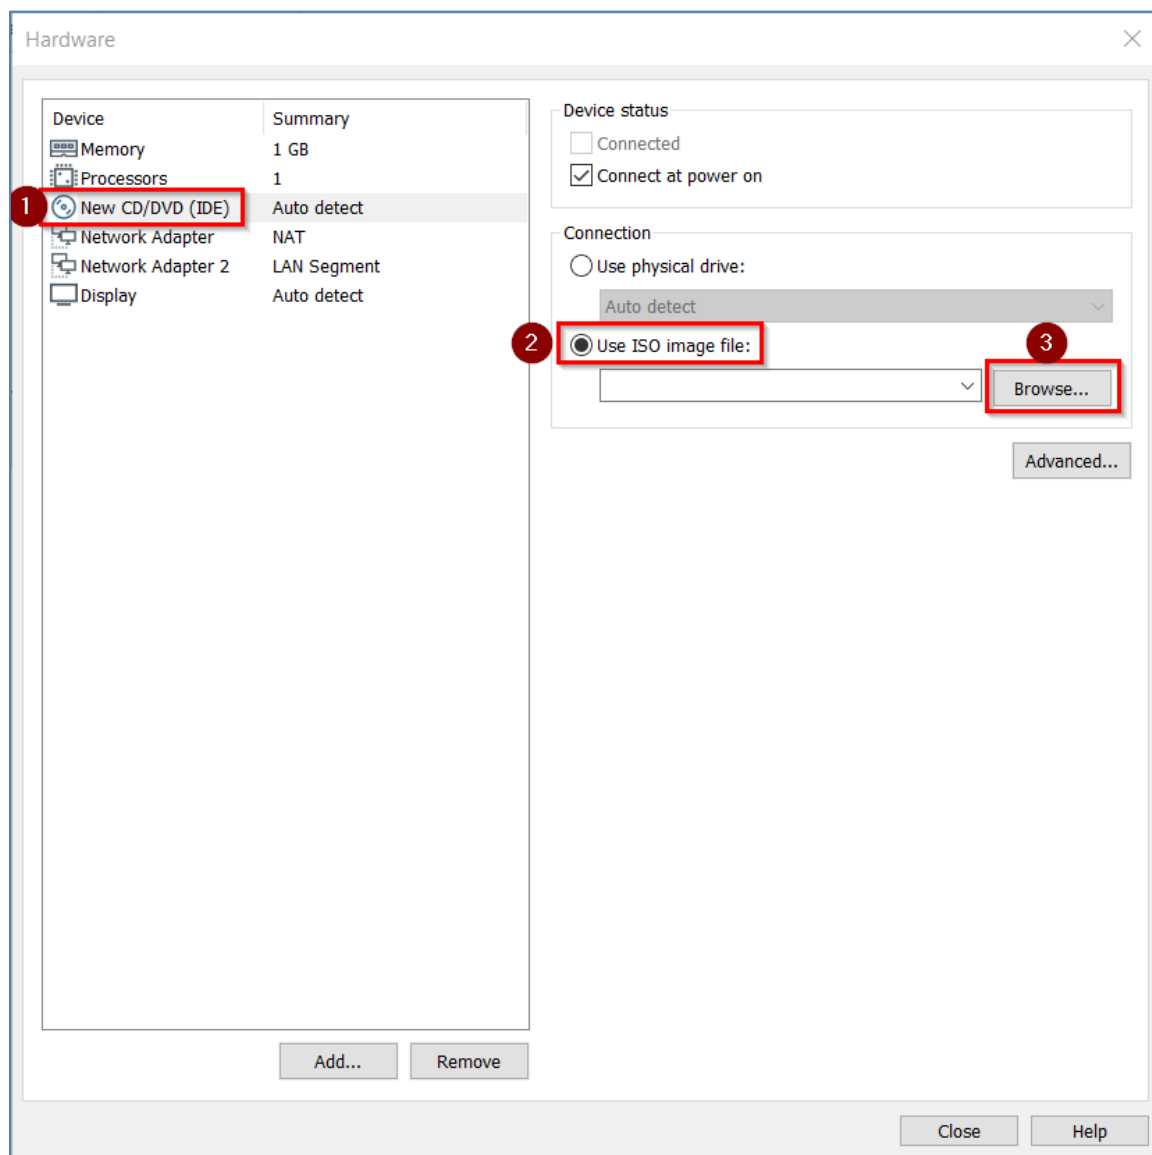 Hardware
Device Summary
Memory 1 GB
Processors 1
1 New CD/DVD (IDE) Auto detect
Network Adapter NAT
Network Adapter 2 LAN Segment
Display Auto detect
Add... Remove
Device status
Connected
Connect at power on
Connection
Use physical drive:
Auto detect
2 Use ISO image file: 3
Browse...
Advanced...
Close Help